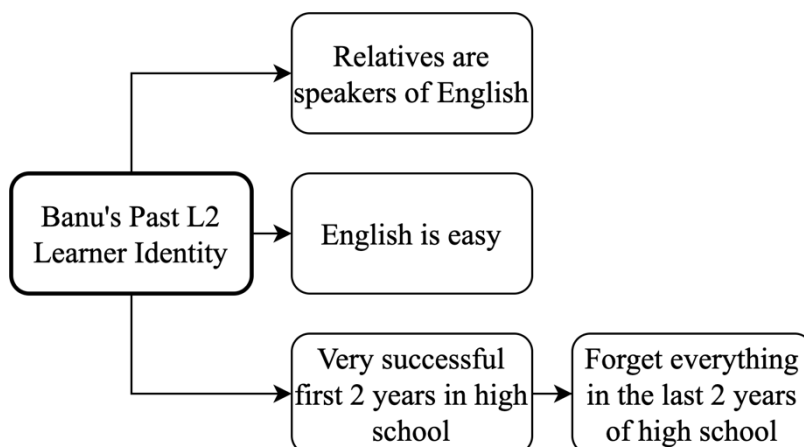 Relatives are
speakers of English
Banu's Past L2
Learner Identity
English is easy
Very successful
first 2 years in high
school
Forget everything
in the last 2 years
of high school